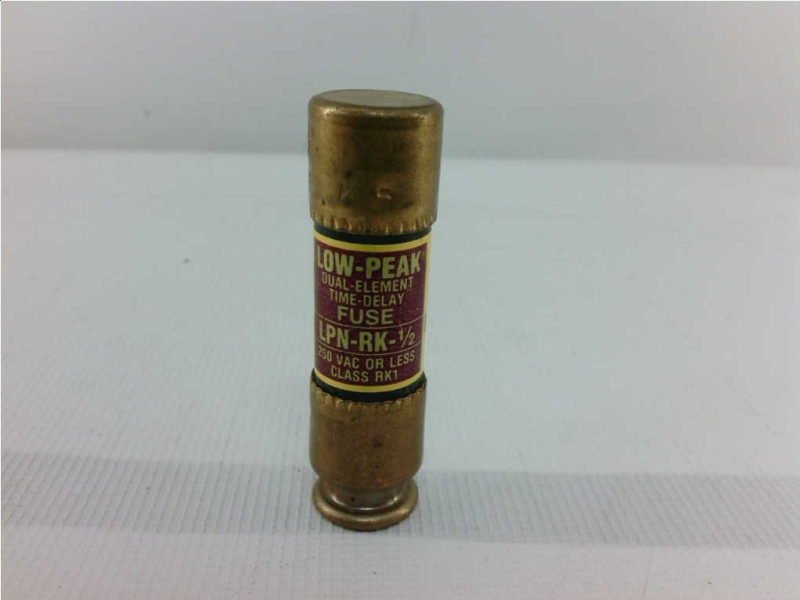 LOW-PEAK
DUAL-ELEMENT
TIME-DELAY
FUSE
LPN-RK-½
250 VAC OR LESS
CLASS RK1